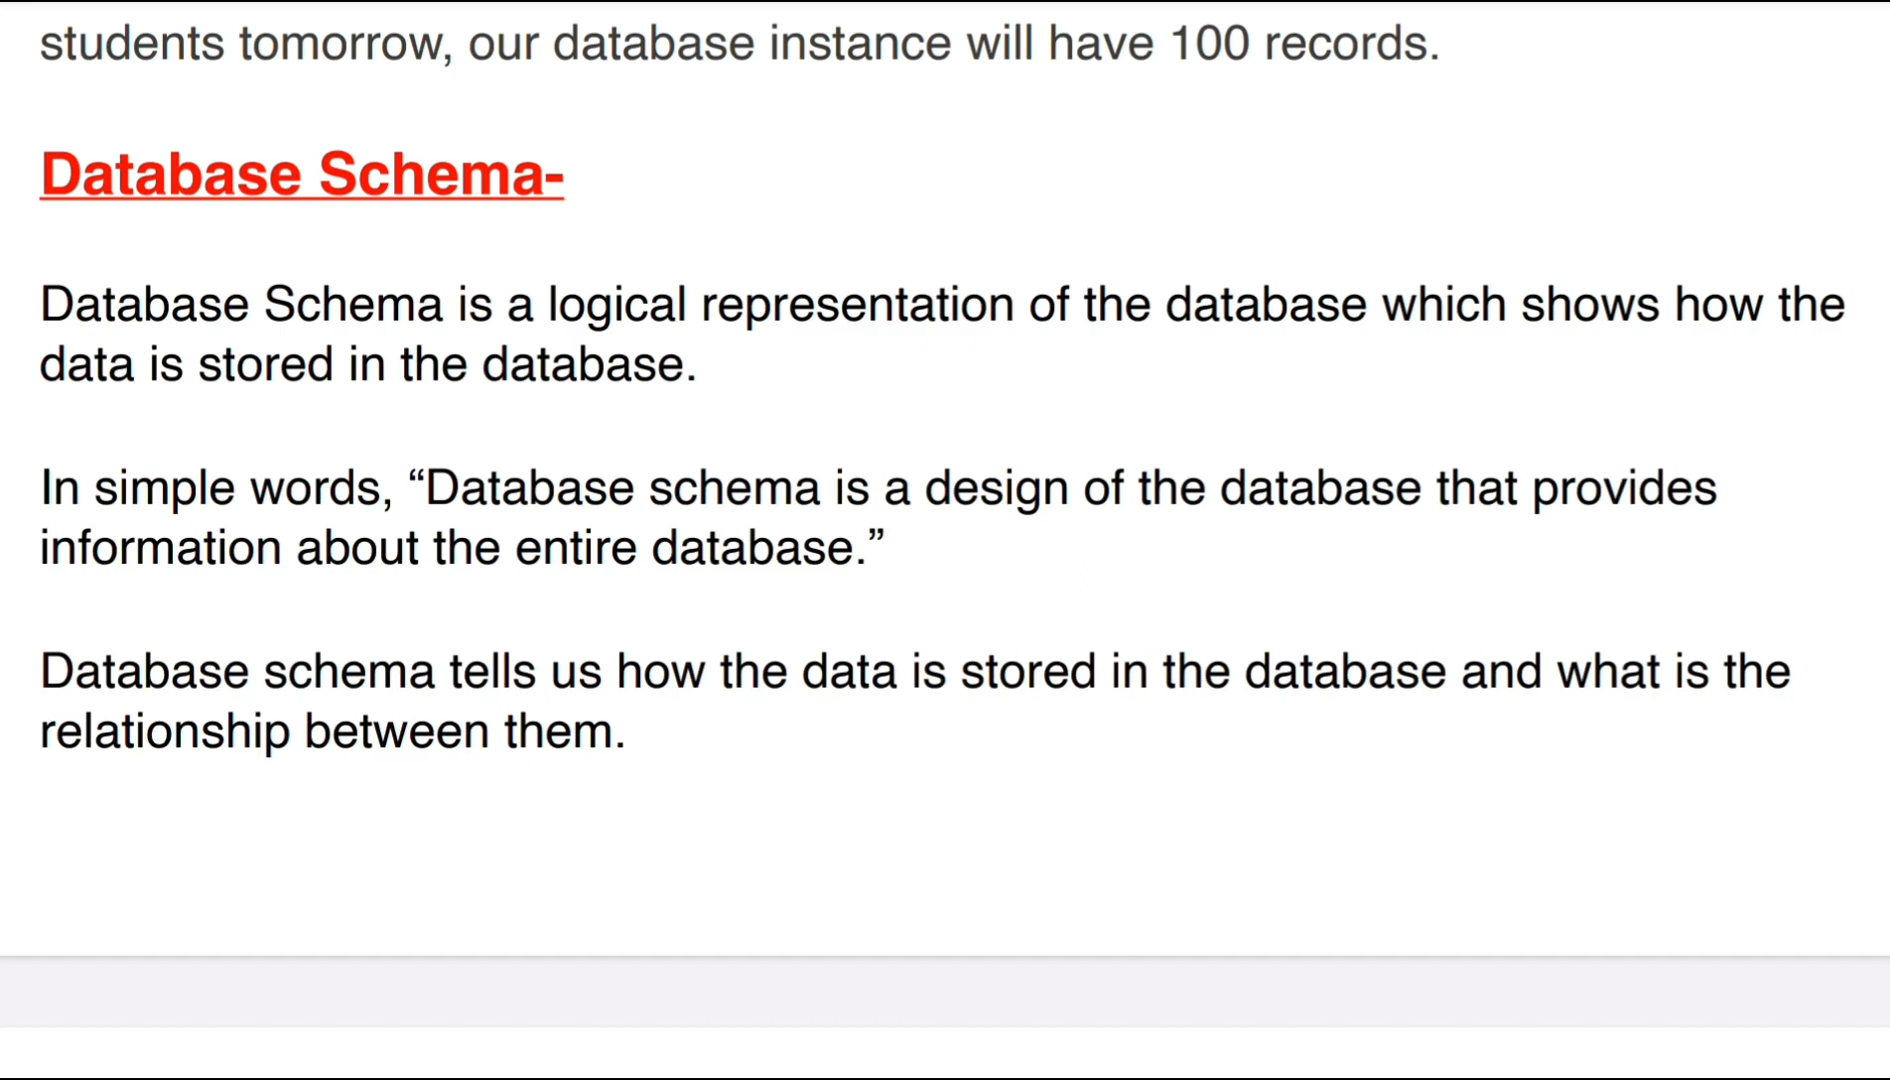 students tomorrow, our database instance will have 100 records.
Database Schema-
Database Schema is a logical representation of the database which shows how the
data is stored in the database.
In simple words, “Database schema is a design of the database that provides
information about the entire database.”
Database schema tells us how the data is stored in the database and what is the
relationship between them.